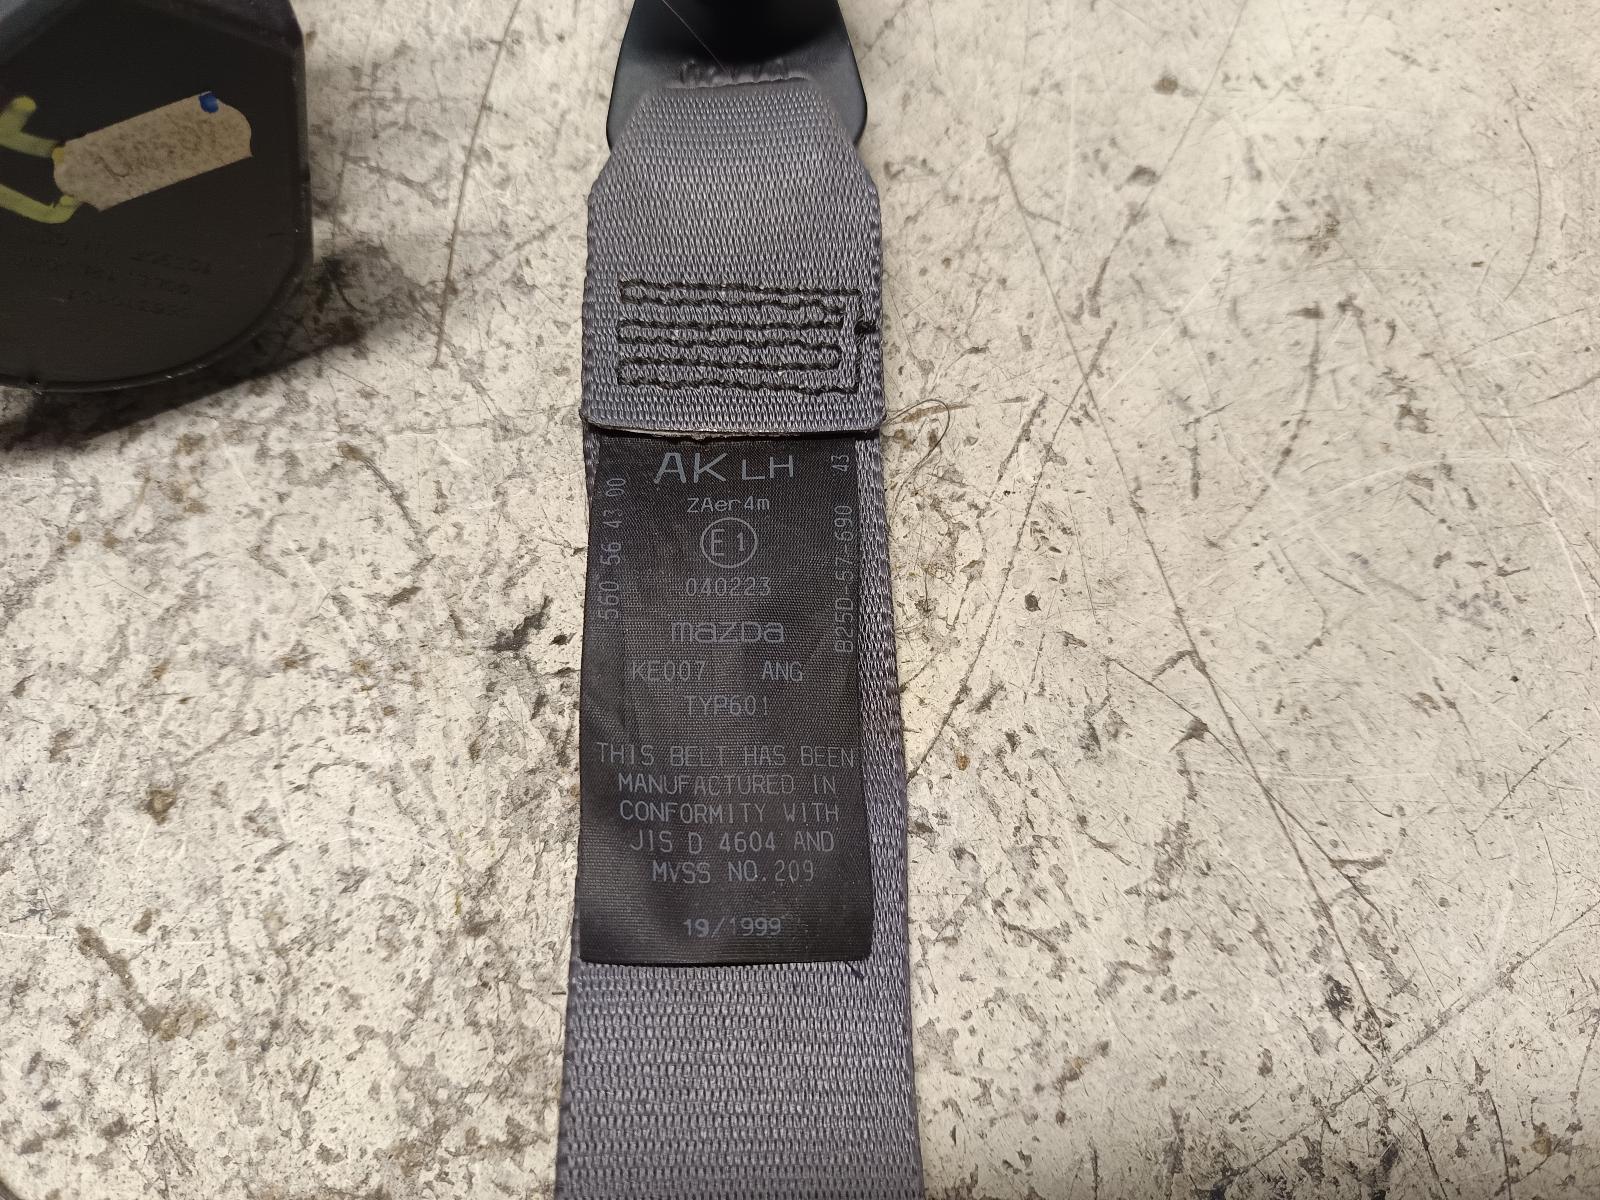 AK LH
ZAer4m
E1
040223
mazda
KE007 ANG
TYP601
THIS BELT HAS BEEN
MANUFACTURED IN
CONFORMITY WITH
JIS D 4604 AND
MVSS NO.209
19/1999
560 56 43 00
B25D-57-690 43